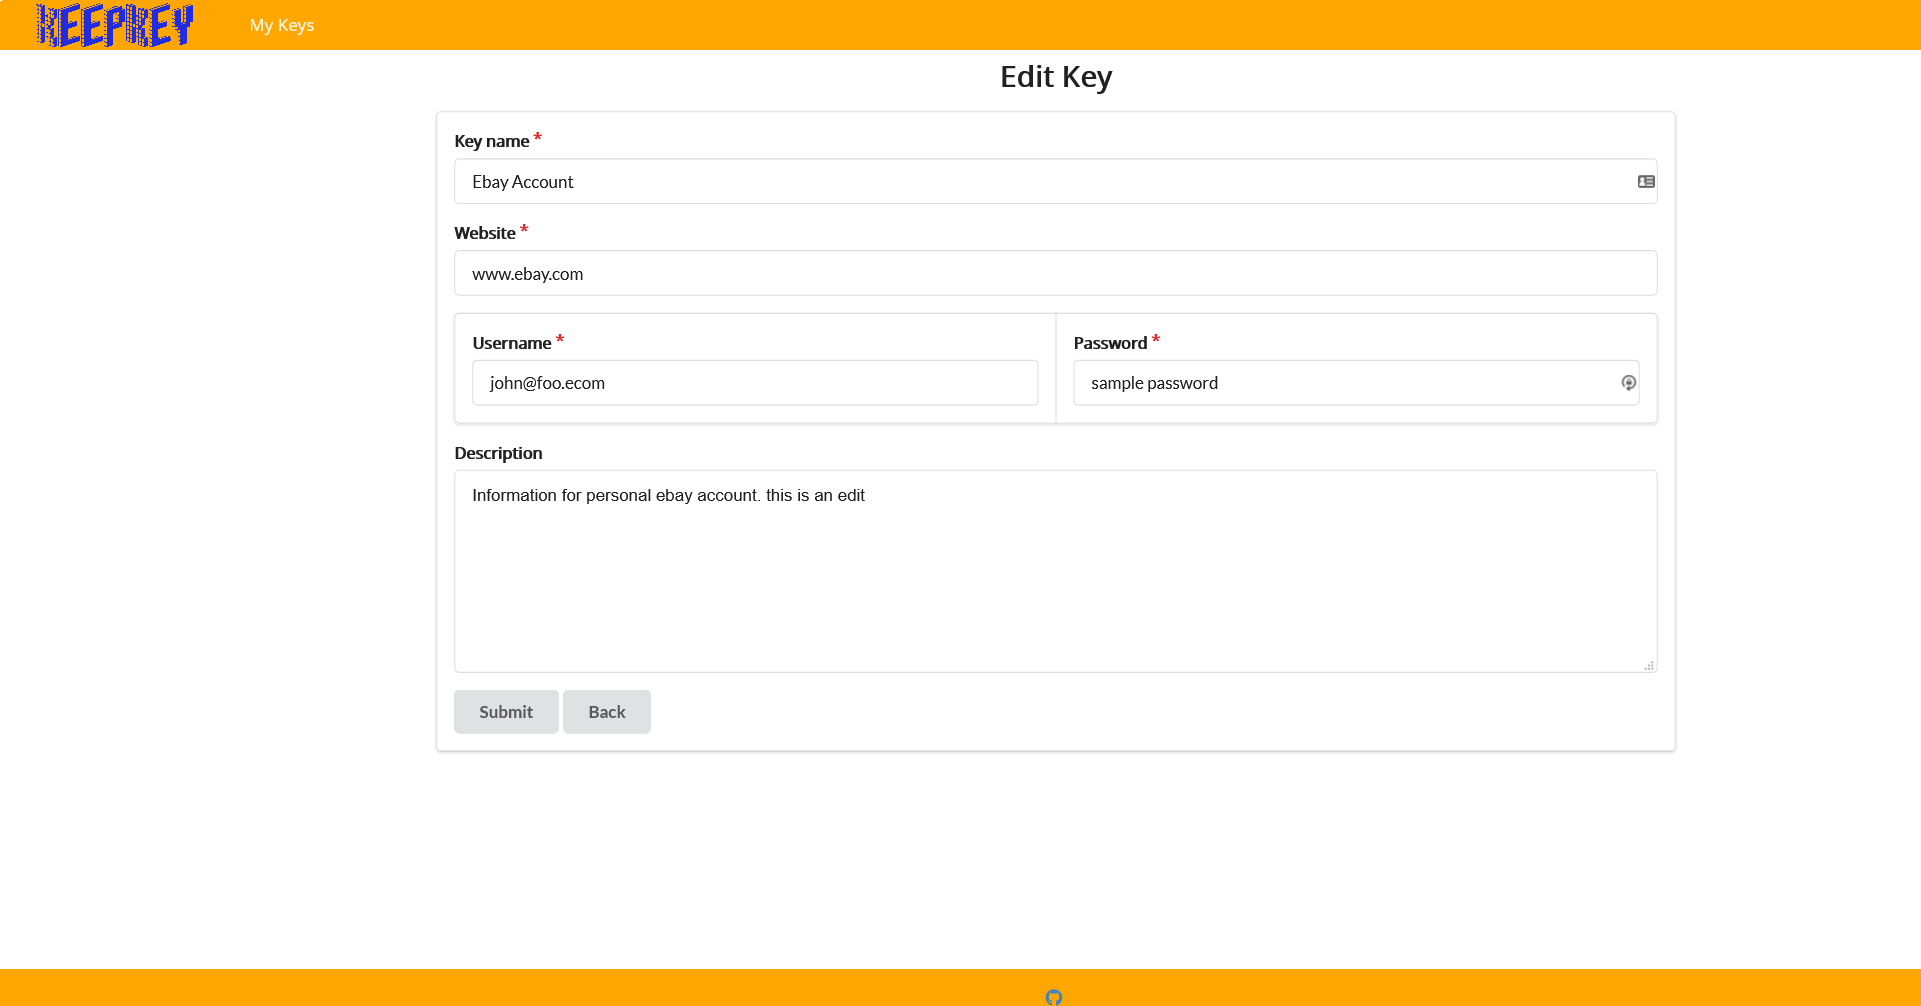 KEEPKEY My Keys
Edit Key
Key name *
Ebay Account
Website *
www.ebay.com
Username * Password *
john@foo.ecom sample password
Description
Information for personal ebay account. this is an edit
Submit Back